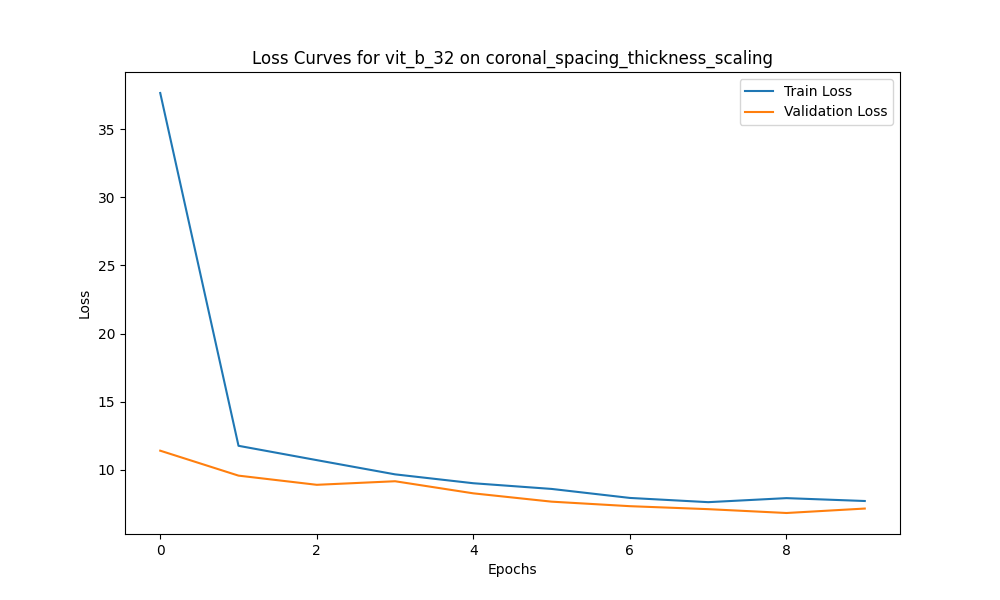 Loss Curves for vit_b_32 on coronal_spacing_thickness_scaling
Train Loss
Validation Loss
35
30
25
20
15
10
Loss
0
2
4
6
8
Epochs